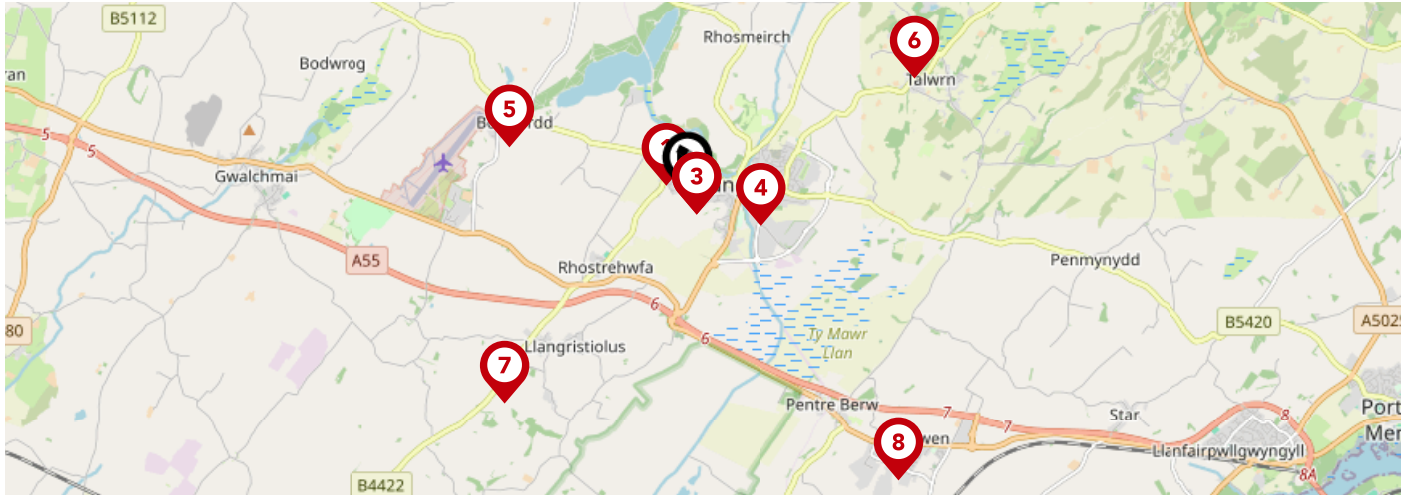 B5112
Rhosmeirch
6
Bodwrog
ran
Talwrn
5
5
5
3
4
Gwalchmai
A55
Rhostrehwfa
Penmynydd
6
6
80
B5420
A5025
Ty Mawr
Llan
Llangristiolus
7
Pentre Berw
7
7
Star
8
Port
Mer
8
wen
Llanfairpwllgwyngyll
8A
B4422